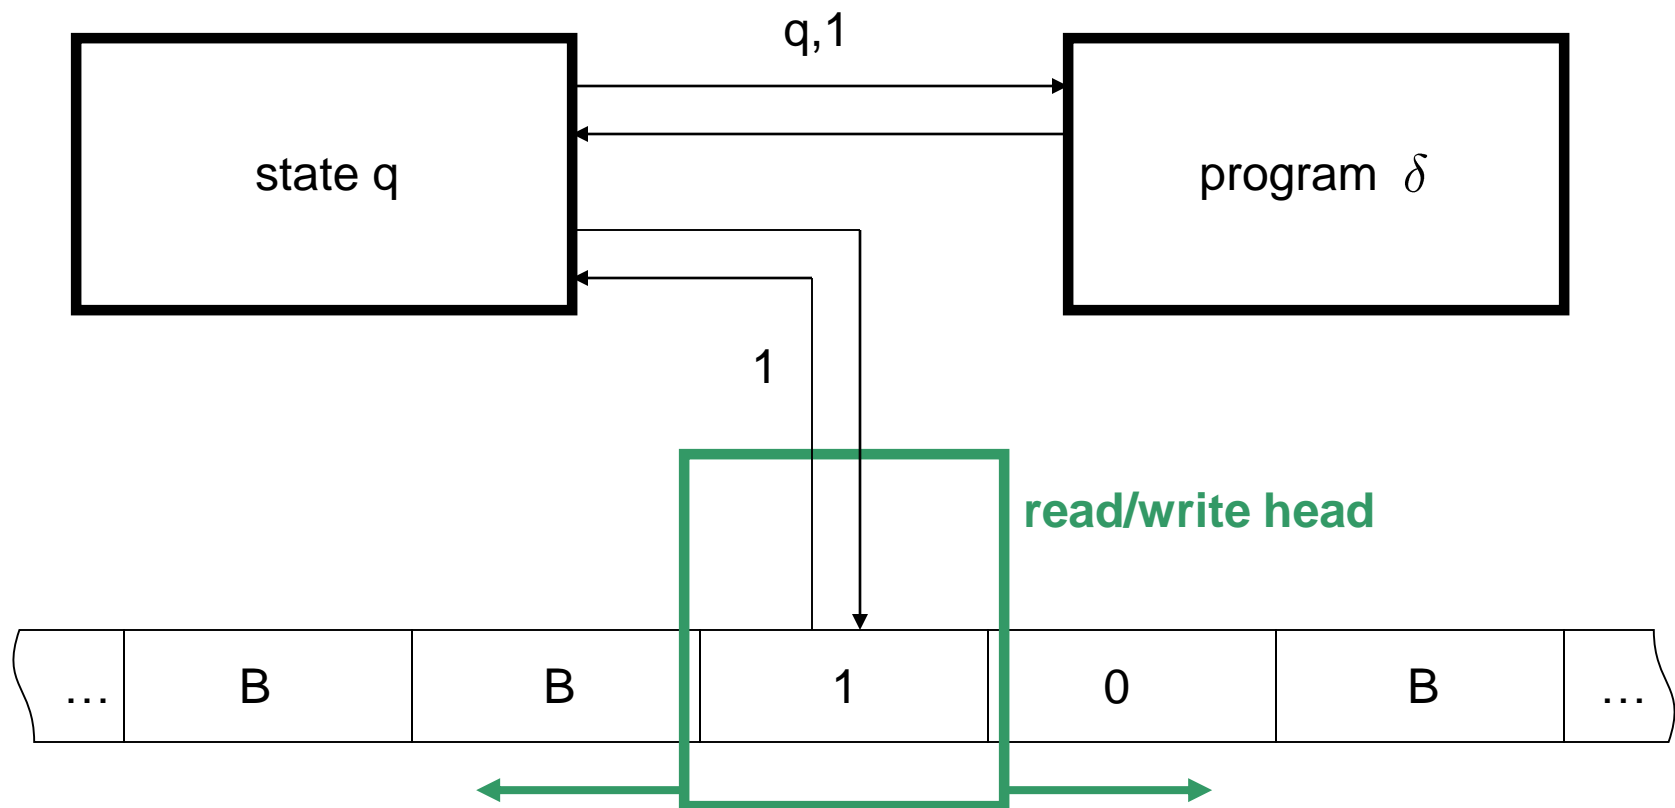 q,1
state q
program δ
1
read/write head
... B B 1 0 B ...